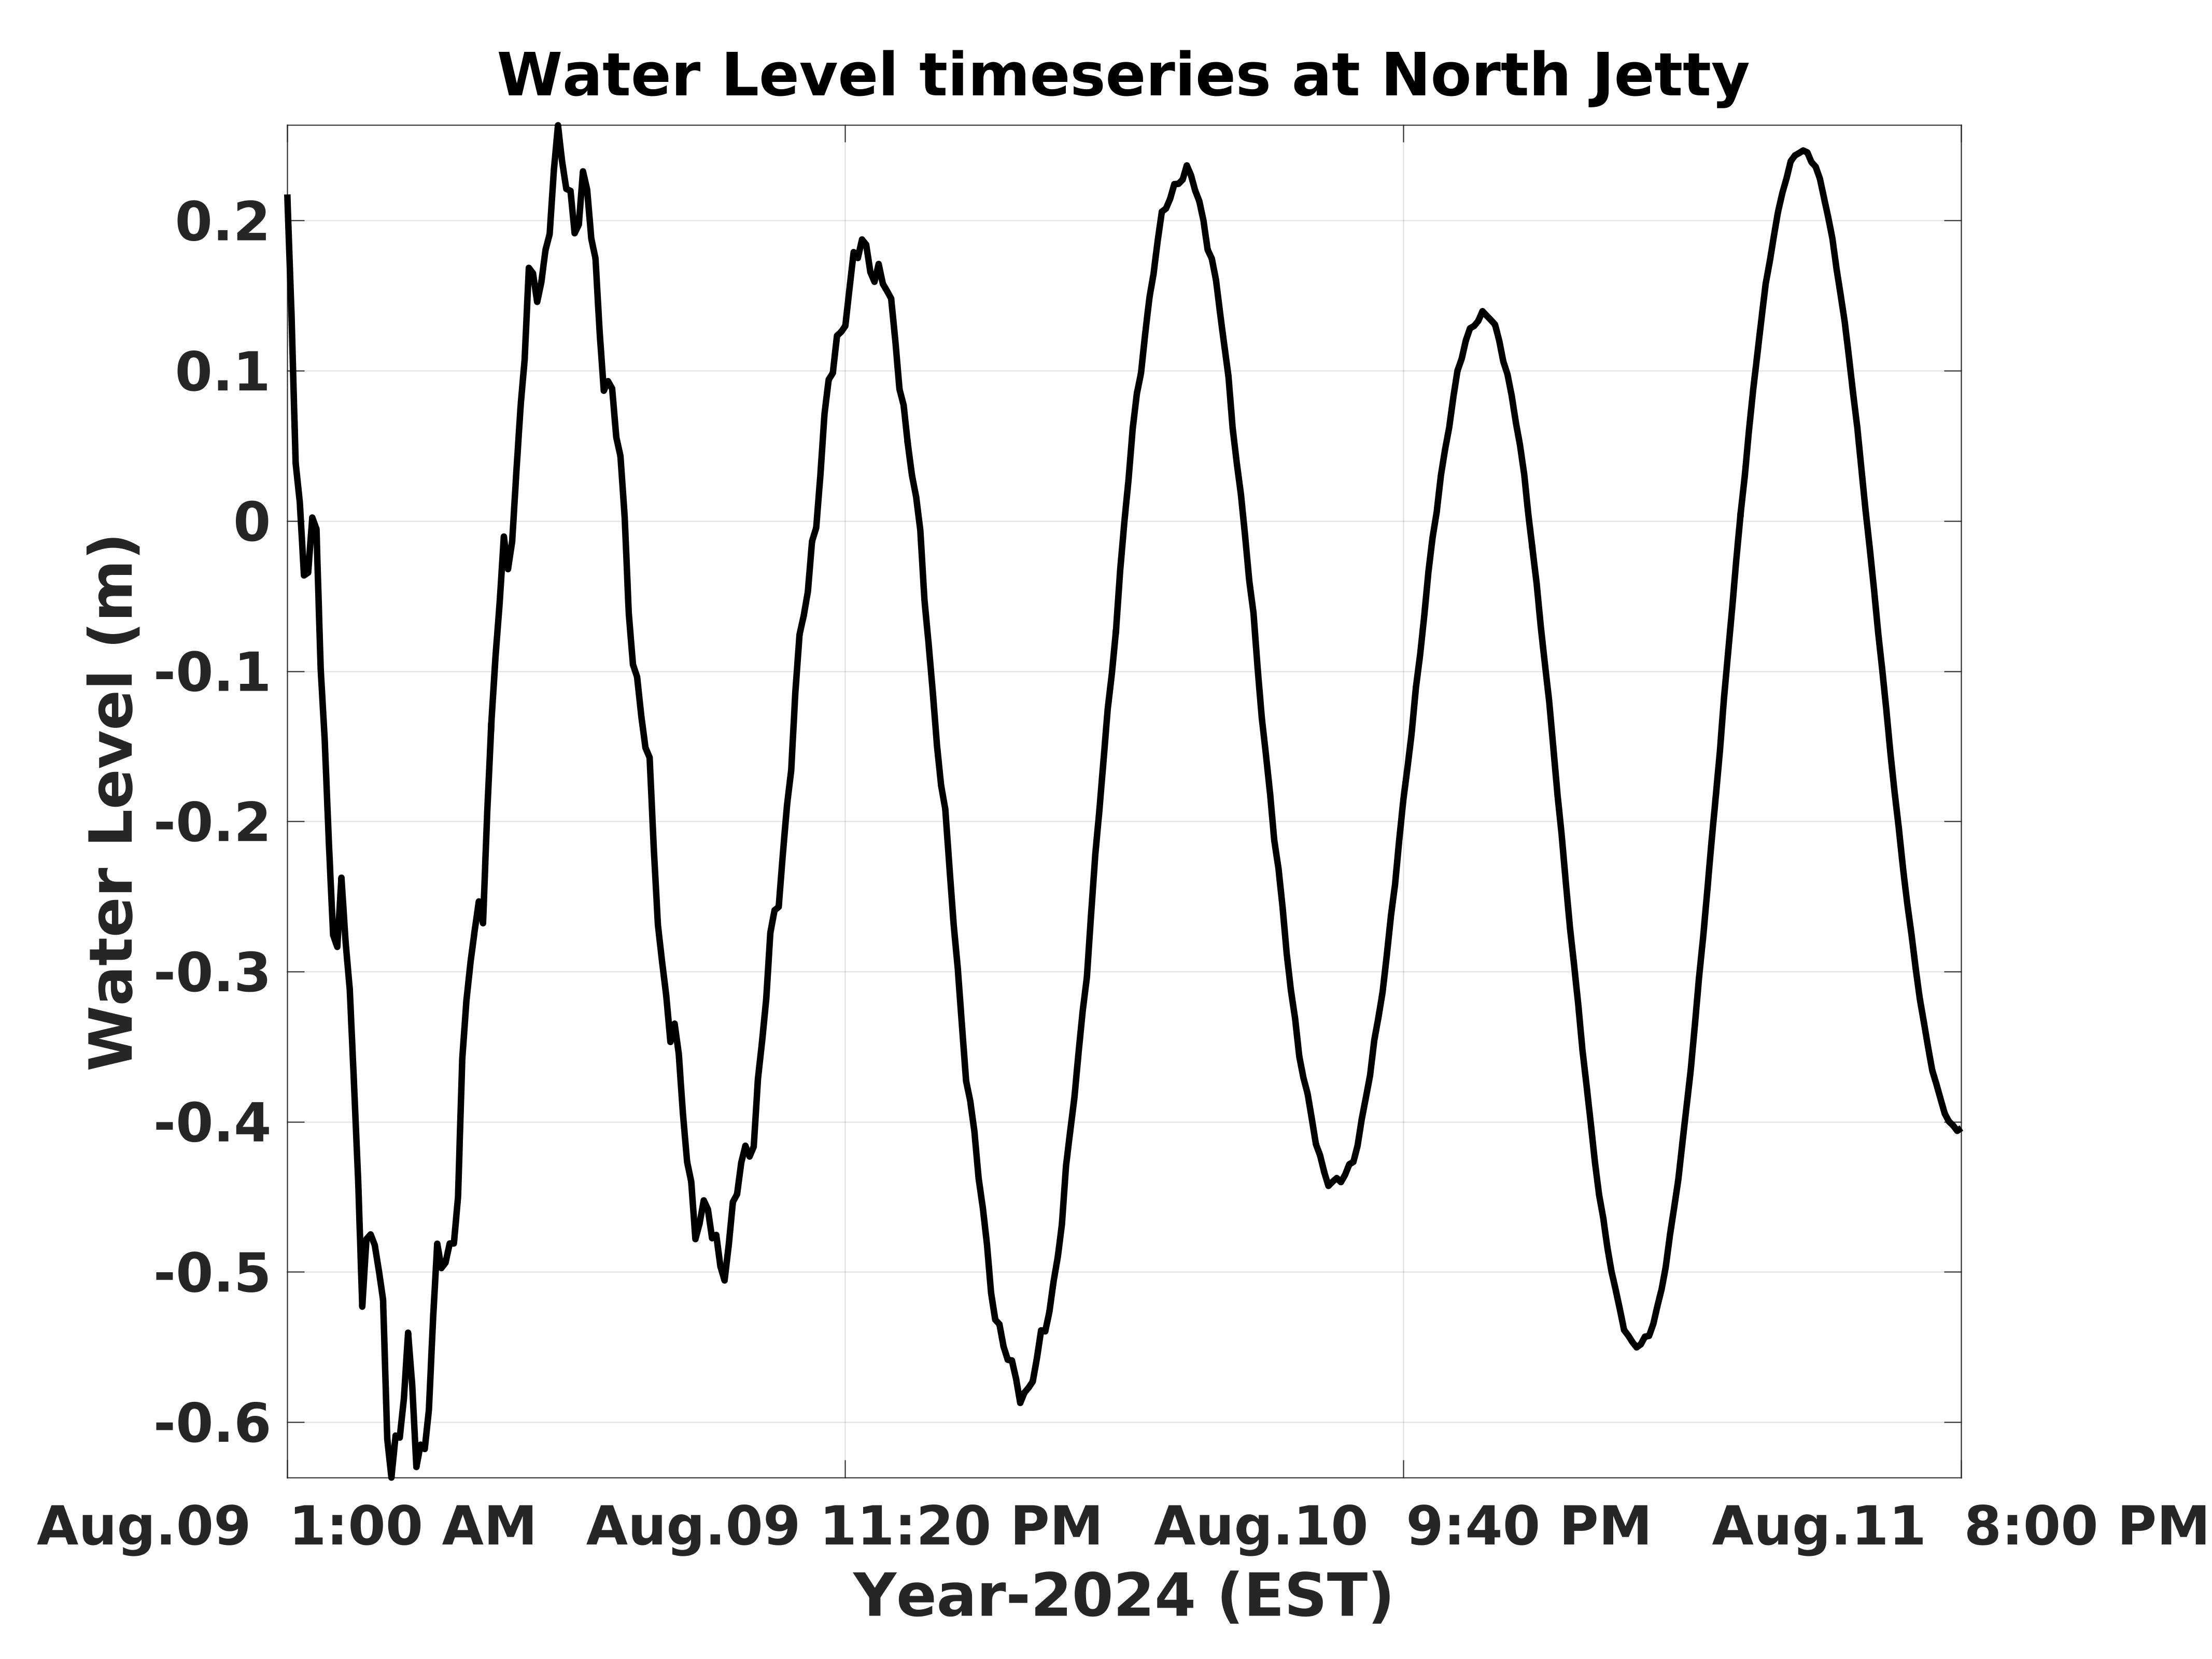 Water Level timeseries at North Jetty
Water Level (m)
0.2
0.1
0
-0.1
-0.2
-0.3
-0.4
-0.5
-0.6
Aug.09 1:00 AM Aug.09 11:20 PM Aug.10 9:40 PM Aug.11 8:00 PM
Year-2024 (EST)